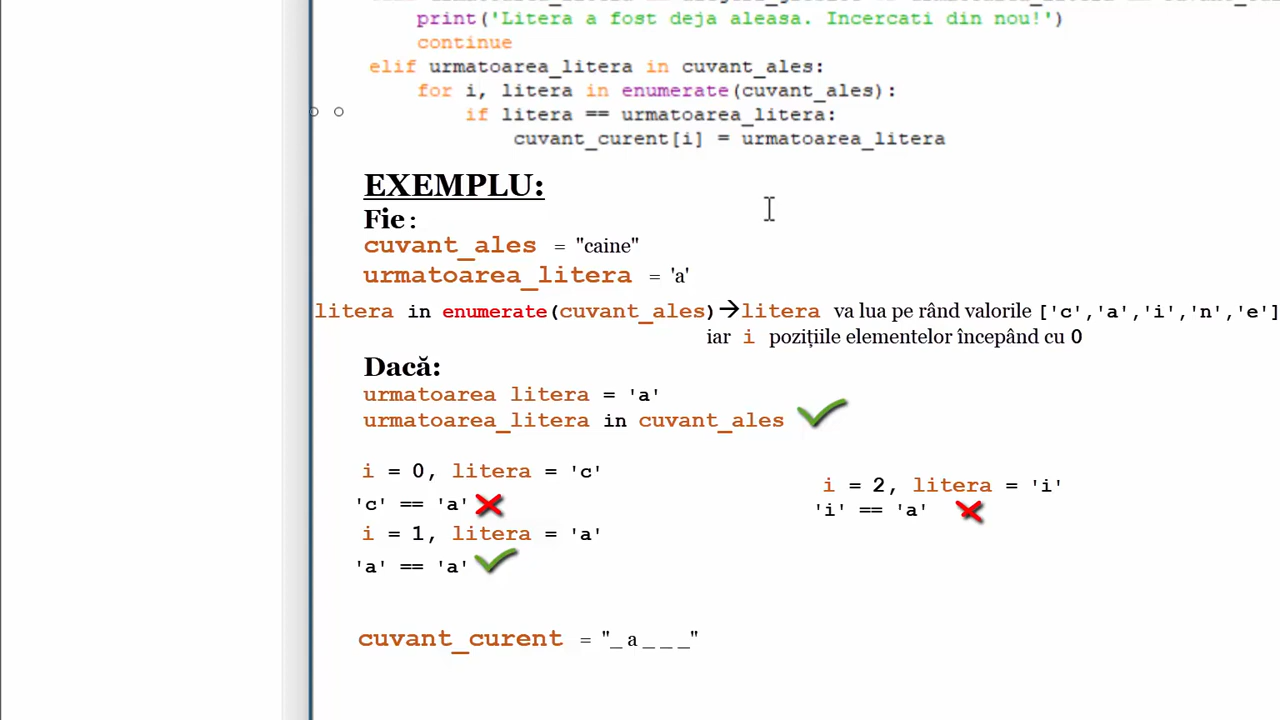 print('Litera a fost deja aleasa. Incercati din nou!')
continue
elif urmatoarea_litera in cuvant_ales:
for i, litera in enumerate(cuvant_ales):
if litera == urmatoarea_litera:
cuvant_curent[i] = urmatoarea_litera
EXEMPLU:
Fie:
cuvant_ales = "caine"
urmatoarea_litera = 'a'
litera in enumerate(cuvant_ales)→litera va lua pe rând valorile ['c','a','i','n','e']
iar i pozițiile elementelor începând cu 0
Dacă:
urmatoarea litera = 'a'
urmatoarea_litera in cuvant_ales
i = 0, litera = 'c'
'c' == 'a'
i = 1, litera = 'a'
'a' == 'a'
i = 2, litera = 'i'
'i' == 'a'
cuvant_curent = "_ a _ _ _"